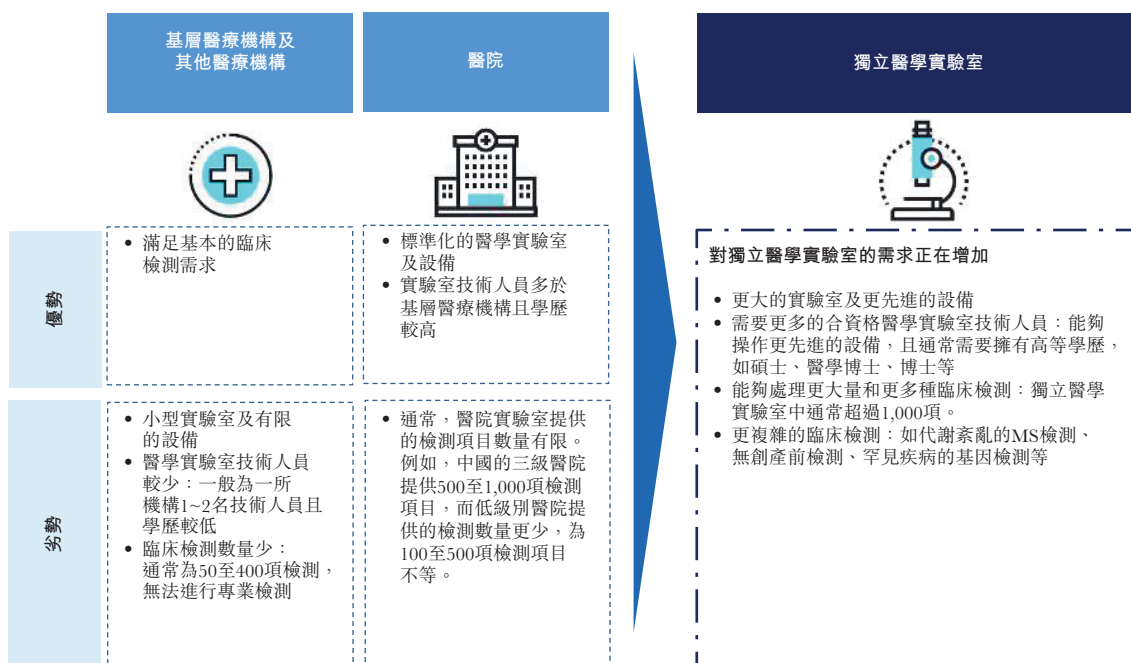 基層醫療機構及
其他醫療機構
醫院
獨立醫學實驗室
優勢
• 滿足基本的臨床
檢測需求
• 標準化的醫學實驗室
及設備
• 實驗室技術人員多於
基層醫療機構且學歷
較高
劣勢
• 小型實驗室及有限
的設備
• 醫學實驗室技術人員
較少：一般為一所
機構1~2名技術人員且
學歷較低
• 臨床檢測數量少：
通常為50至400項檢測，
無法進行專業檢測
• 通常，醫院實驗室提供
的檢測項目數量有限。
例如，中國的三級醫院
提供500至1,000項檢測
項目，而低級別醫院提
供的檢測數量更少，為
100至500項檢測項目
不等。
對獨立醫學實驗室的需求正在增加
• 更大的實驗室及更先進的設備
• 需要更多的合資格醫學實驗室技術人員：能夠
操作更先進的設備，且通常需要擁有高等學歷，
如碩士、醫學博士、博士等
• 能夠處理更大量和更多種臨床檢測：獨立醫學
實驗室中通常超過1,000項。
• 更複雜的臨床檢測：如代謝紊亂的MS檢測、
無創產前檢測、罕見疾病的基因檢測等